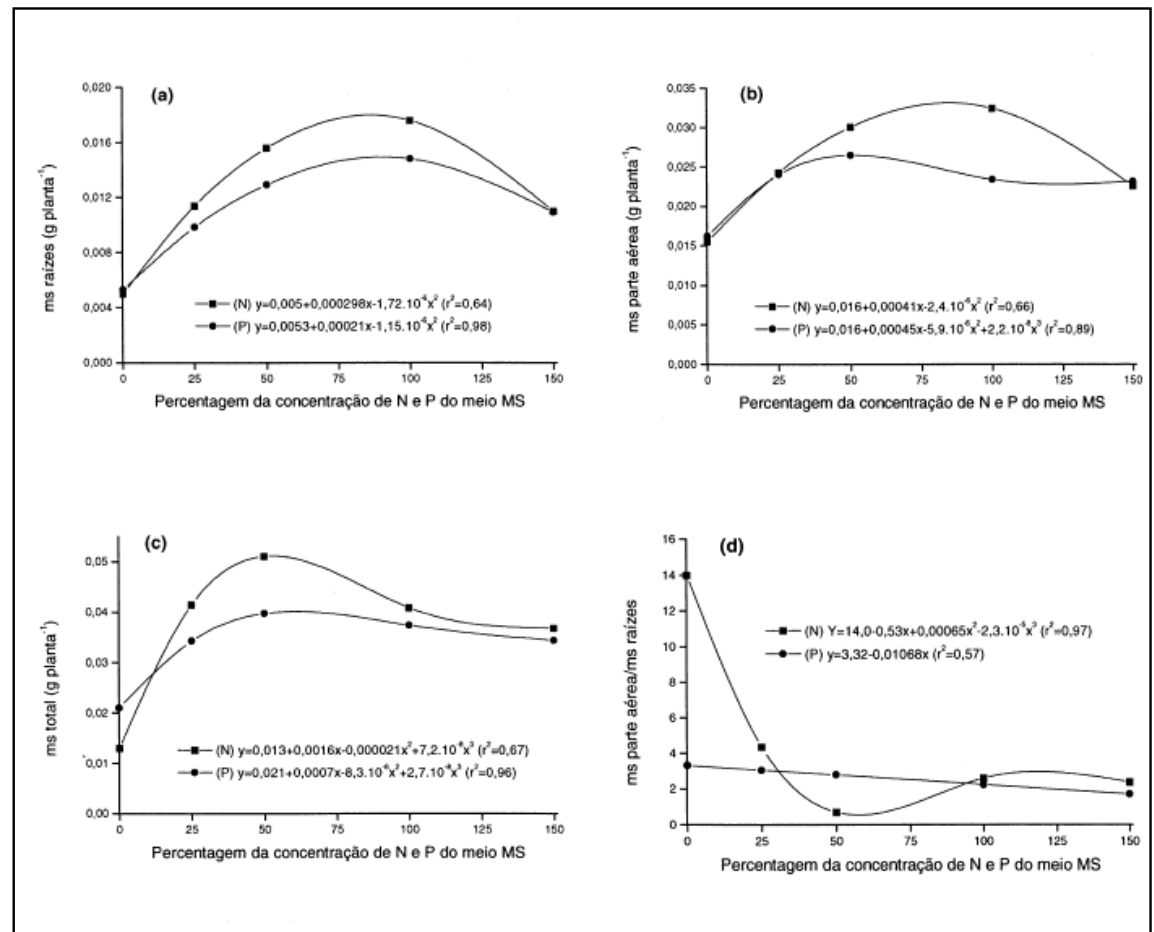 (a)
ms raízes (g planta⁻¹)
0,020
0,016
0,012
0,008
0,004
0,000
(N) y=0,005+0,000298x-1,72.10⁻⁶x² (r²=0,64)
(P) y=0,0053+0,00021x-1,15.10⁻⁶x² (r²=0,98)
0 25 50 75 100 125 150
Percentagem da concentração de N e P do meio MS
(b)
ms parte aérea (g planta⁻¹)
0,035
0,030
0,025
0,020
0,015
0,010
0,005
0,000
(N) y=0,016+0,00041x-2,4.10⁻⁶x² (r²=0,66)
(P) y=0,016+0,00045x-5,9.10⁻⁶x²+2,2.10⁻⁸x³ (r²=0,89)
0 25 50 75 100 125 150
Percentagem da concentração de N e P do meio MS
(c)
ms total (g planta⁻¹)
0,05
0,04
0,03
0,02
0,01
0,00
(N) y=0,013+0,0016x-0,000021x²+7,2.10⁻⁸x³ (r²=0,67)
(P) y=0,021+0,0007x-8,3.10⁻⁶x²+2,7.10⁻⁸x³ (r²=0,96)
0 25 50 75 100 125 150
Percentagem da concentração de N e P do meio MS
(d)
ms parte aérea/ms raízes
16
14
12
10
8
6
4
2
0
(N) Y=14,0-0,53x+0,00065x²-2,3.10⁻⁵x³ (r²=0,97)
(P) y=3,32-0,01068x (r²=0,57)
0 25 50 75 100 125 150
Percentagem da concentração de N e P do meio MS